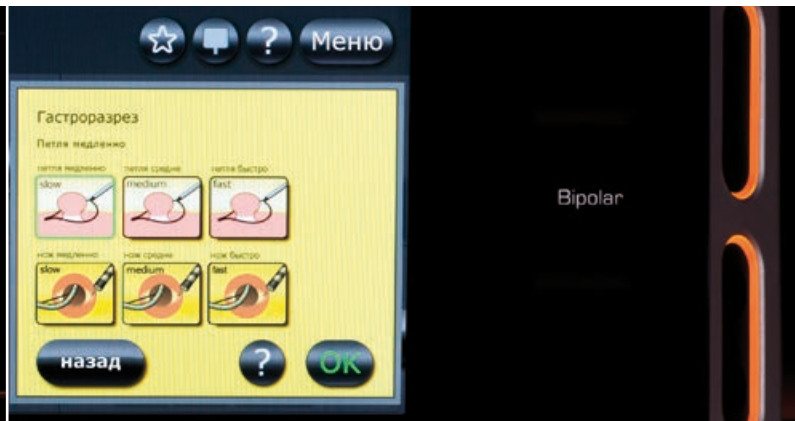 ? Меню
Гастроразрез
Петля медленно
петля медленно петля средне петля быстро
slow medium fast
нож медленно нож средне нож быстро
slow medium fast
назад ? OK
Bipolar